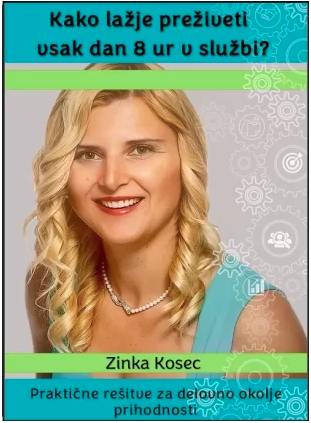 Kako lažje preživeti
vsak dan 8 ur v službi?
Zinka Kosec
Praktične rešitve za delovno okolje
prihodnosti